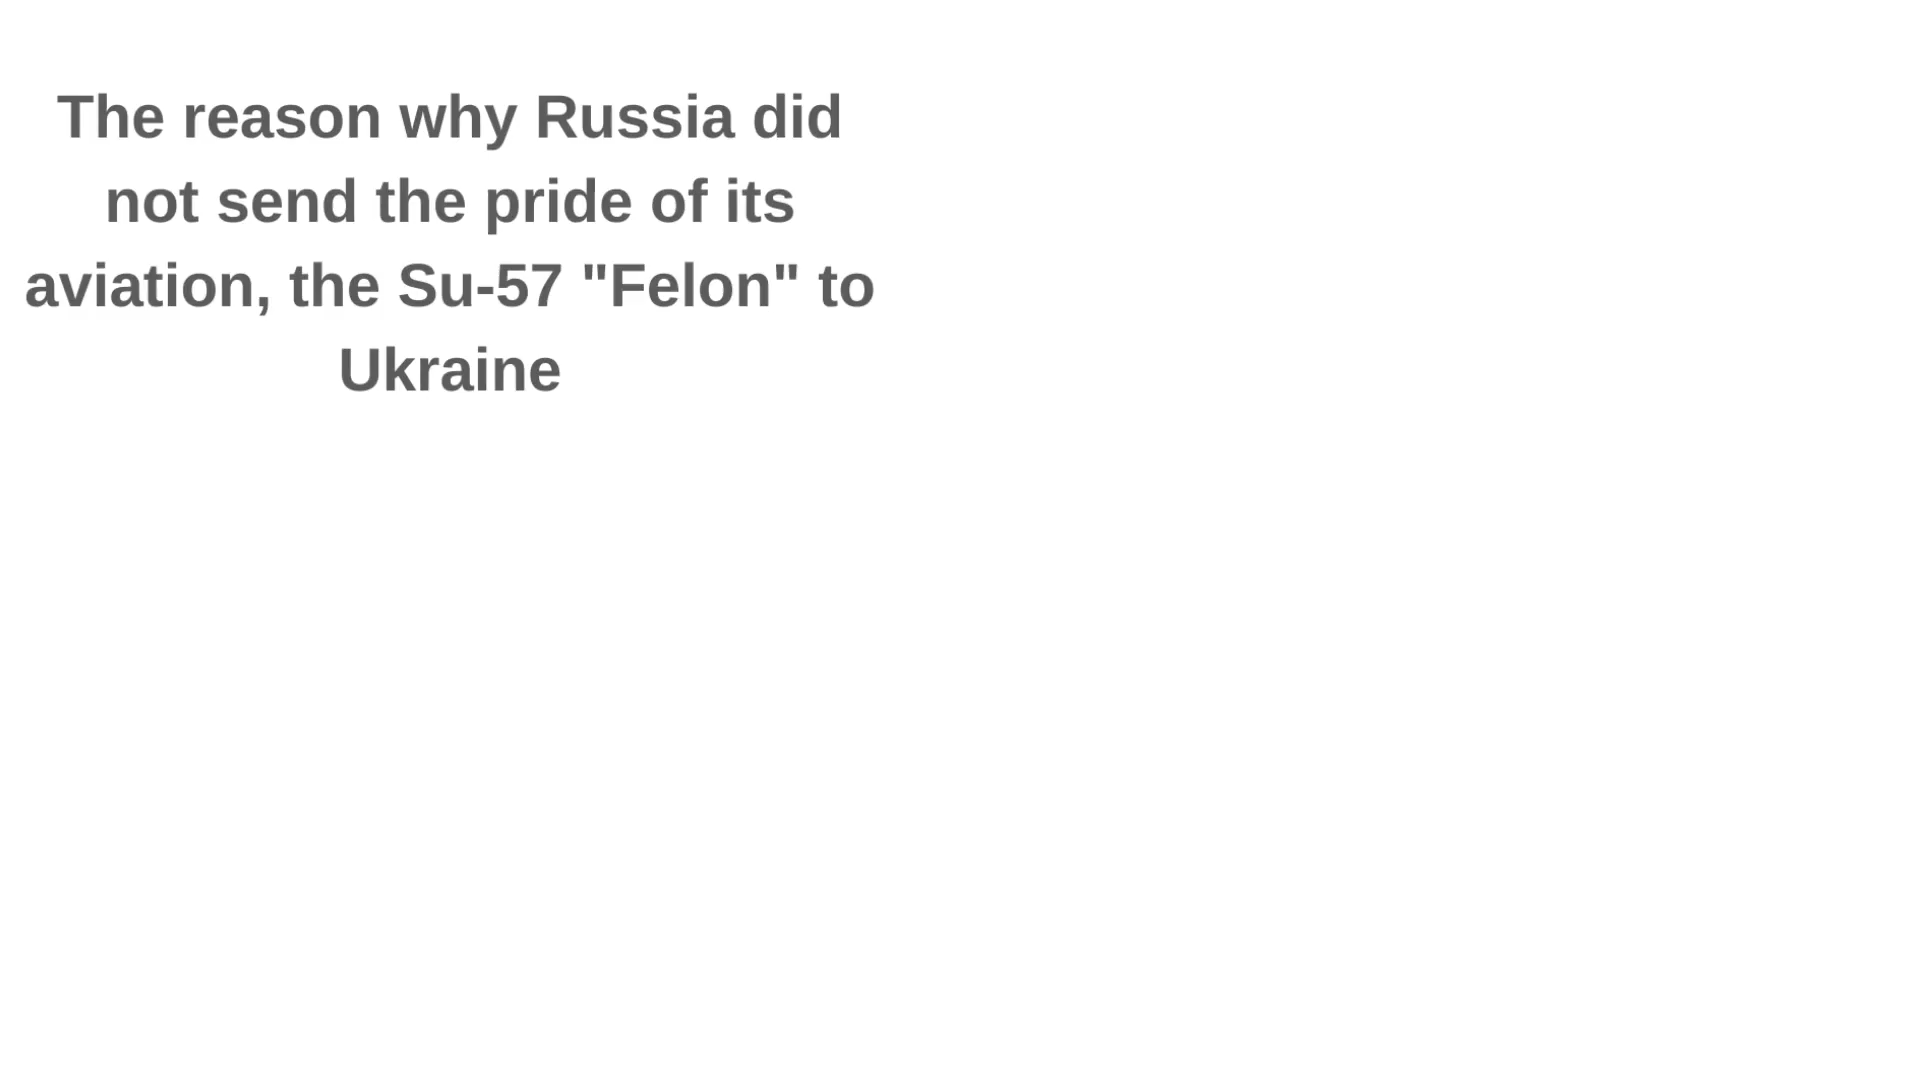 The reason why Russia did
not send the pride of its
aviation, the Su-57 "Felon" to
Ukraine